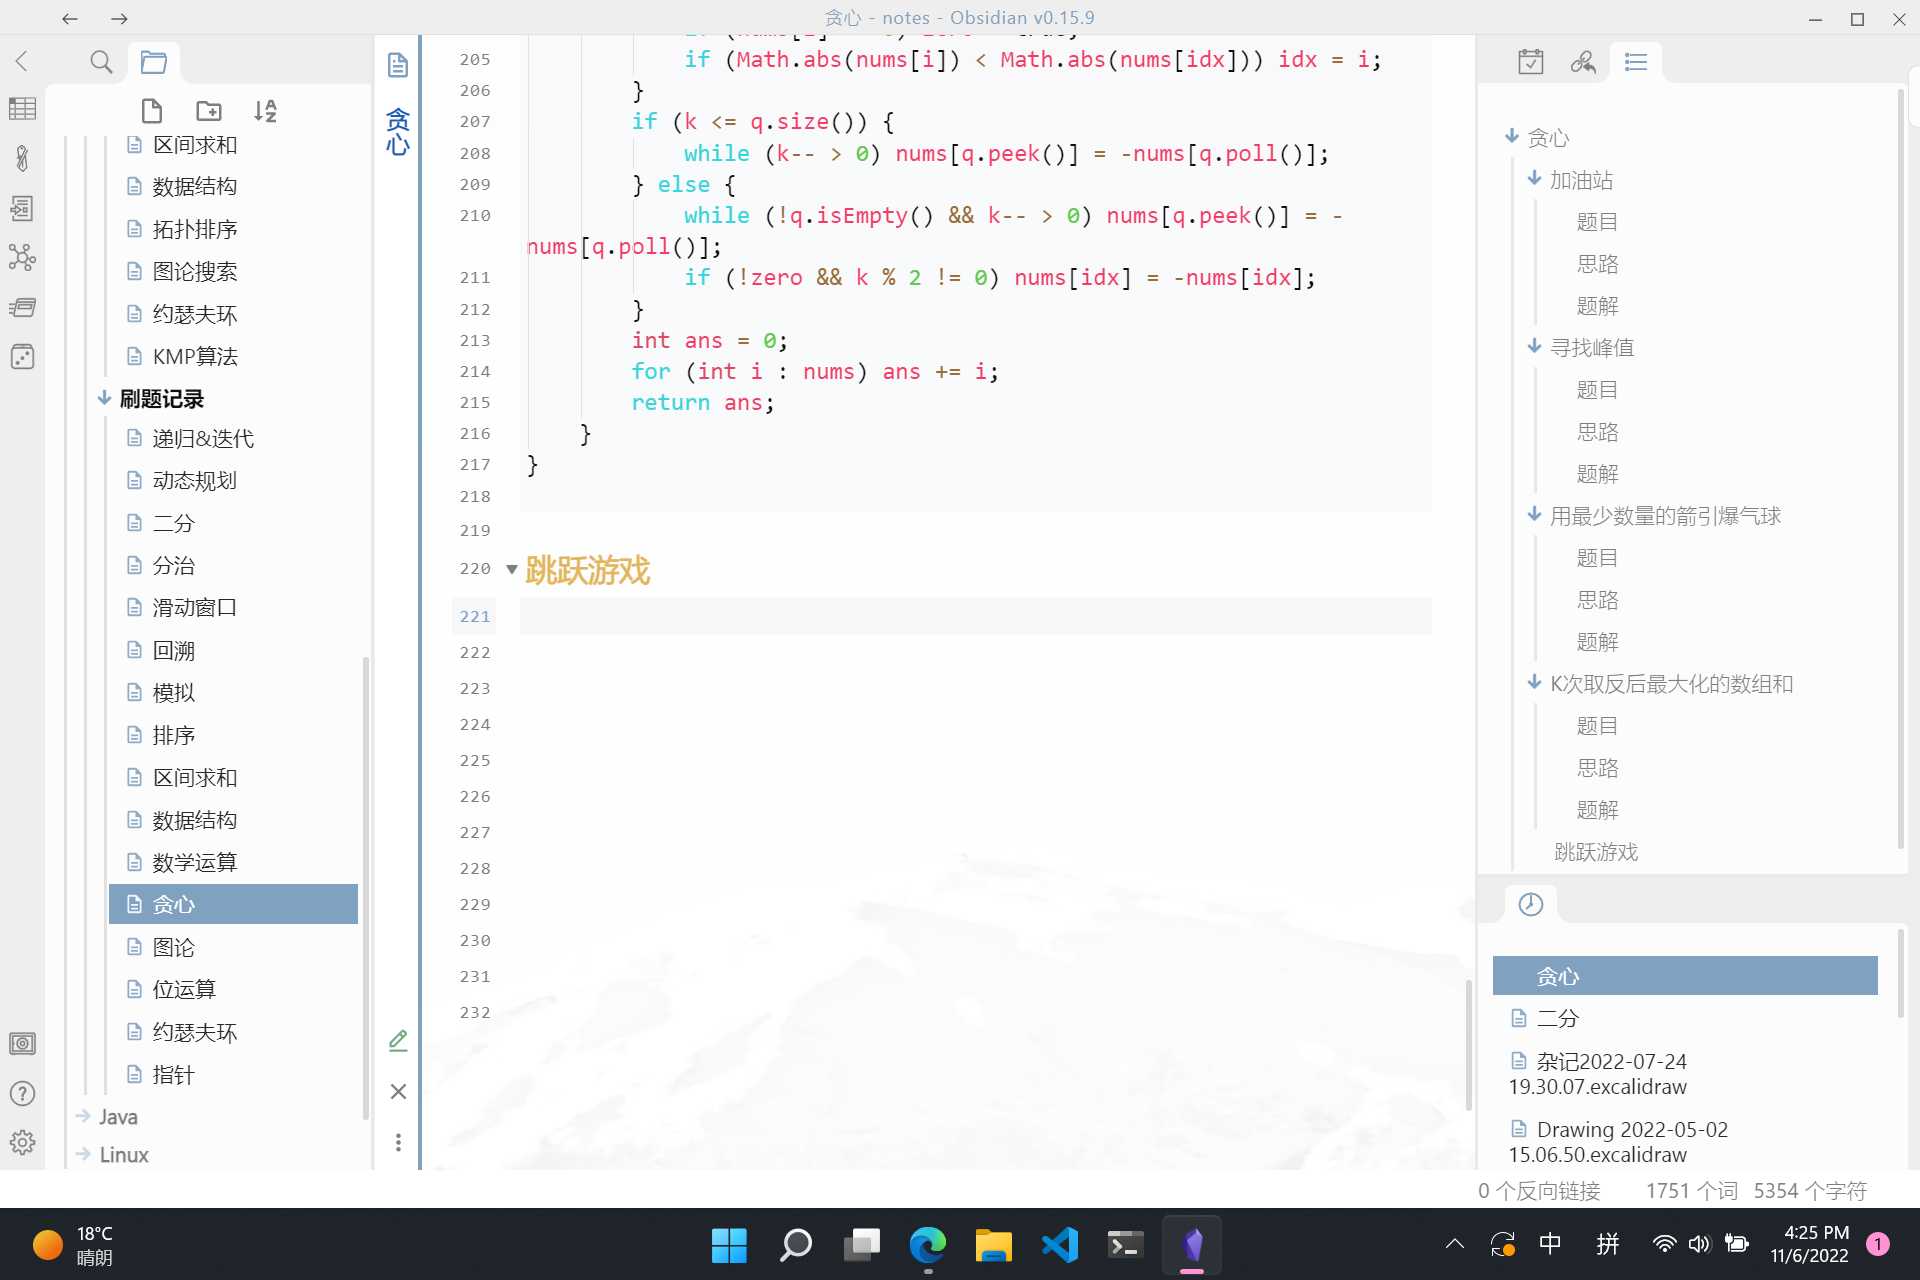 贪心 - notes - Obsidian v0.15.9
区间求和
数据结构
拓扑排序
图论搜索
约瑟夫环
KMP算法
刷题记录
递归&迭代
动态规划
二分
分治
滑动窗口
回溯
模拟
排序
区间求和
数据结构
数学运算
贪心
图论
位运算
约瑟夫环
指针
Java
Linux
贪心
205 if (Math.abs(nums[i]) < Math.abs(nums[idx])) idx = i;
206 }
207 if (k <= q.size()) {
208 while (k-- > 0) nums[q.peek()] = -nums[q.poll()];
209 } else {
210 while (!q.isEmpty() && k-- > 0) nums[q.peek()] = -
nums[q.poll()];
211 if (!zero && k % 2 != 0) nums[idx] = -nums[idx];
212 }
213 int ans = 0;
214 for (int i : nums) ans += i;
215 return ans;
216 }
217 }
218
219
220 跳跃游戏
221
222
223
224
225
226
227
228
229
230
231
232
贪心
加油站
题目
思路
题解
寻找峰值
题目
思路
题解
用最少数量的箭引爆气球
题目
思路
题解
K次取反后最大化的数组和
题目
思路
题解
跳跃游戏
贪心
二分
杂记2022-07-24
19.30.07.excalidraw
Drawing 2022-05-02
15.06.50.excalidraw
0 个反向链接 1751 个词 5354 个字符
18°C
晴朗
中 拼
4:25 PM
11/6/2022
1